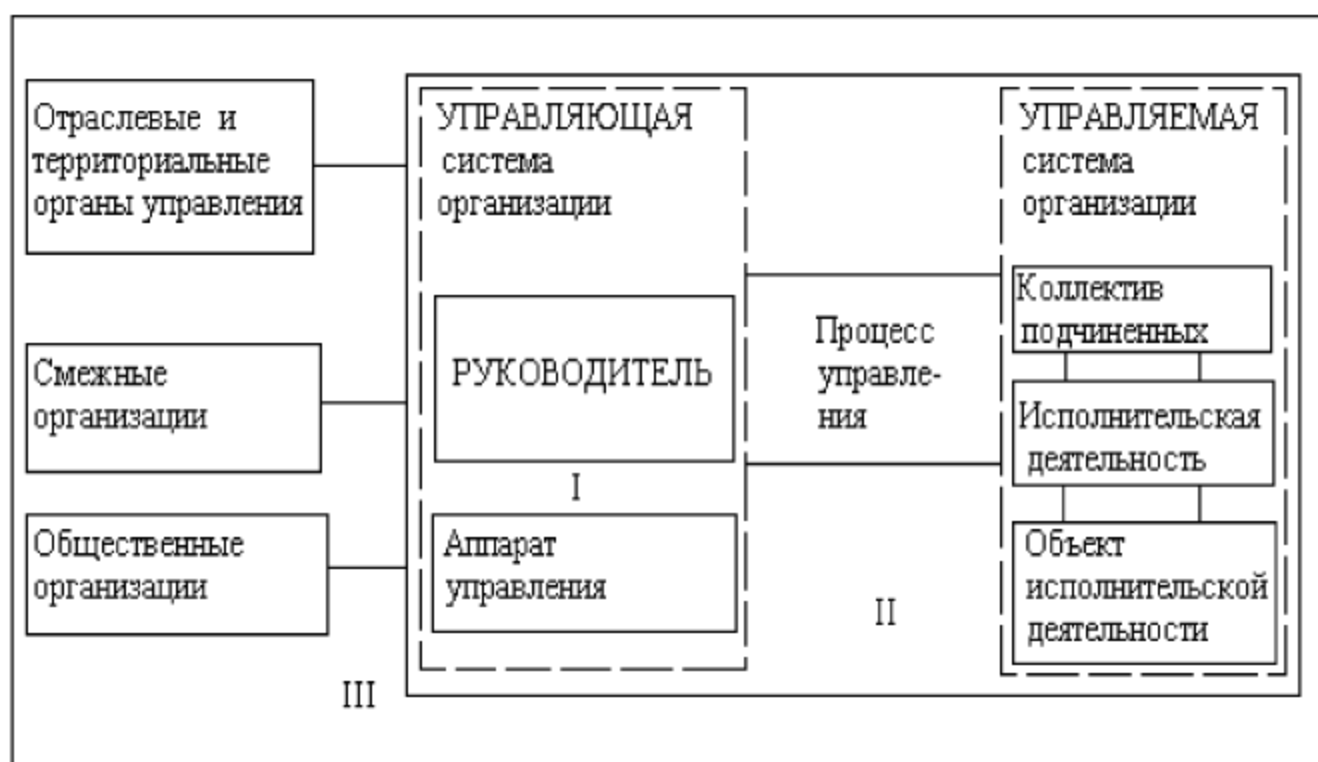 Отраслевые и
территориальные
органы управления
Смежные
организации
Общественные
организации
III
УПРАВЛЯЮЩАЯ
система
организации
РУКОВОДИТЕЛЬ
I
Аппарат
управления
Процесс
управле-
ния
II
УПРАВЛЯЕМАЯ
система
организации
Коллектив
подчиненных
Исполнительская
деятельность
Объект
исполнительской
деятельности